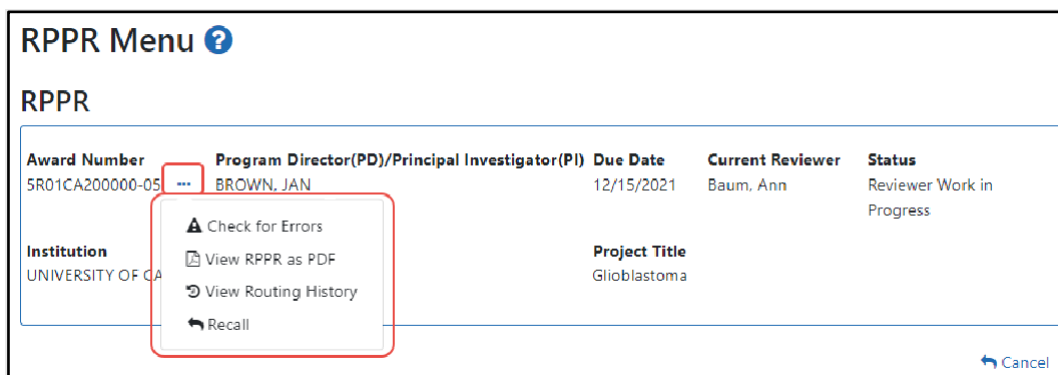 RPPR Menu ?
RPPR
Award Number Program Director(PD)/Principal Investigator(PI) Due Date Current Reviewer Status
5R01CA200000-05 ... BROWN, JAN 12/15/2021 Baum, Ann Reviewer Work in
Progress
Check for Errors
Institution Project Title
View RPPR as PDF
UNIVERSITY OF CA Glioblastoma
View Routing History
Recall
Cancel